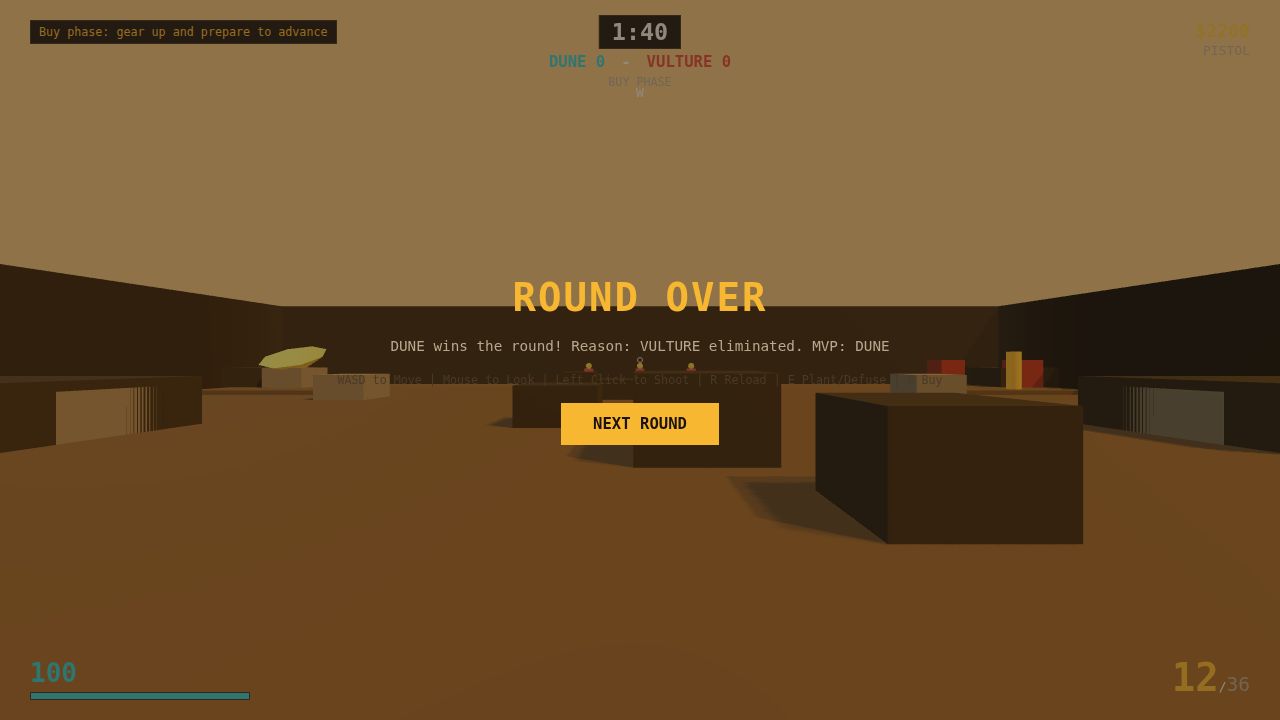 Buy phase: gear up and prepare to advance
1:40
DUNE 0 - VULTURE 0
BUY PHASE
W
$2200
PISTOL
ROUND OVER
DUNE wins the round! Reason: VULTURE eliminated. MVP: DUNE
WASD to Move | Mouse to Look | Left Click to Shoot | R Reload | E Plant/Defuse | Buy
NEXT ROUND
100
12/36